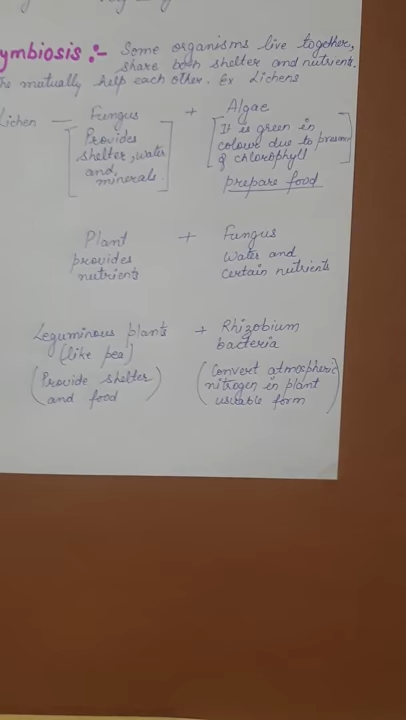 ymbiosis :- Some organisms live together,
share both shelter and nutrients.
The mutually help each other. Ex Lichens
Lichen — Fungus + Algae
[Provides shelter, water and minerals.]
[It is green in colour due to presence of chlorophyll]
prepare food
Plant + Fungus
provides nutrients
Water and certain nutrients
Leguminous plants + Rhizobium bacteria
(like pea)
(Provide shelter and food)
(Convert atmospheric nitrogen in plant usuable form)